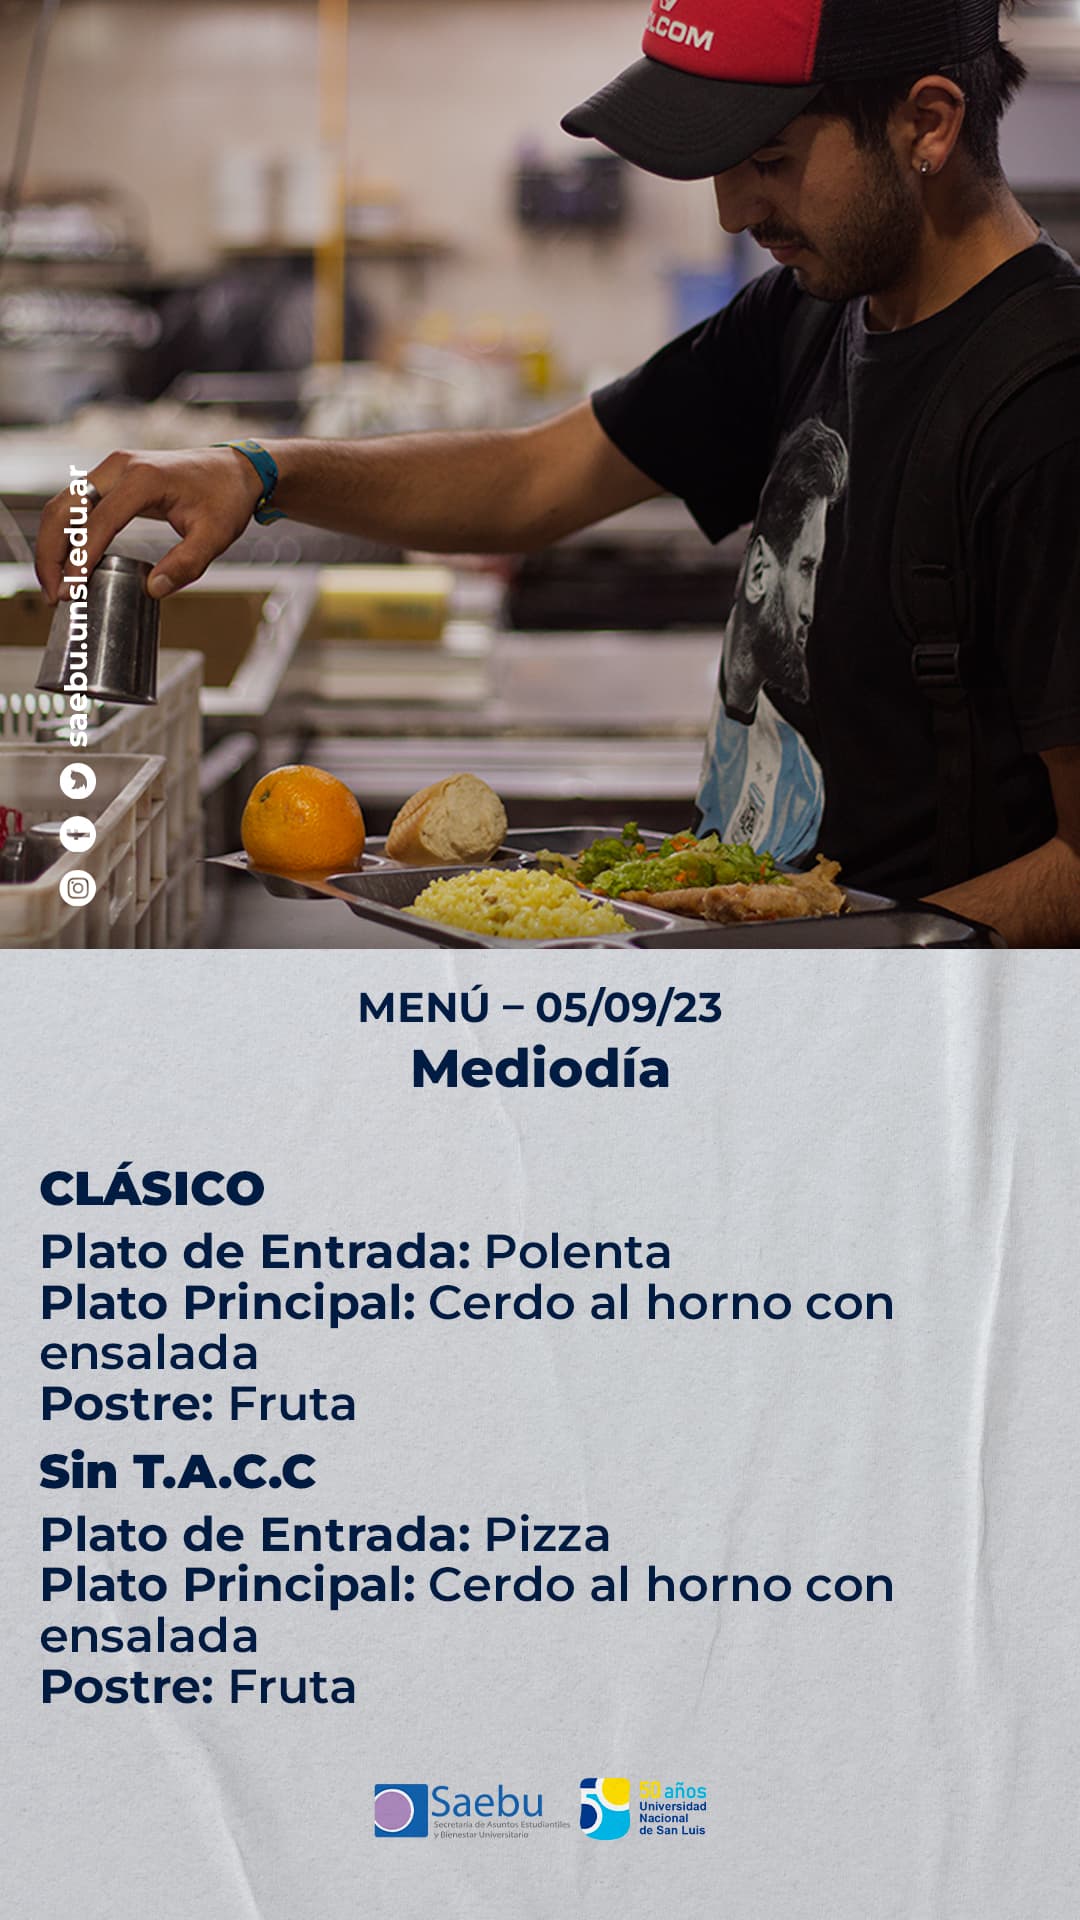 LCOM
saebu.unsl.edu.ar
MENÚ – 05/09/23
Mediodía
CLÁSICO
Plato de Entrada: Polenta
Plato Principal: Cerdo al horno con
ensalada
Postre: Fruta
Sin T.A.C.C
Plato de Entrada: Pizza
Plato Principal: Cerdo al horno con
ensalada
Postre: Fruta
Saebu
Secretaría de Asuntos Estudiantiles
y Bienestar Universitario
50 años
Universidad
Nacional
de San Luis